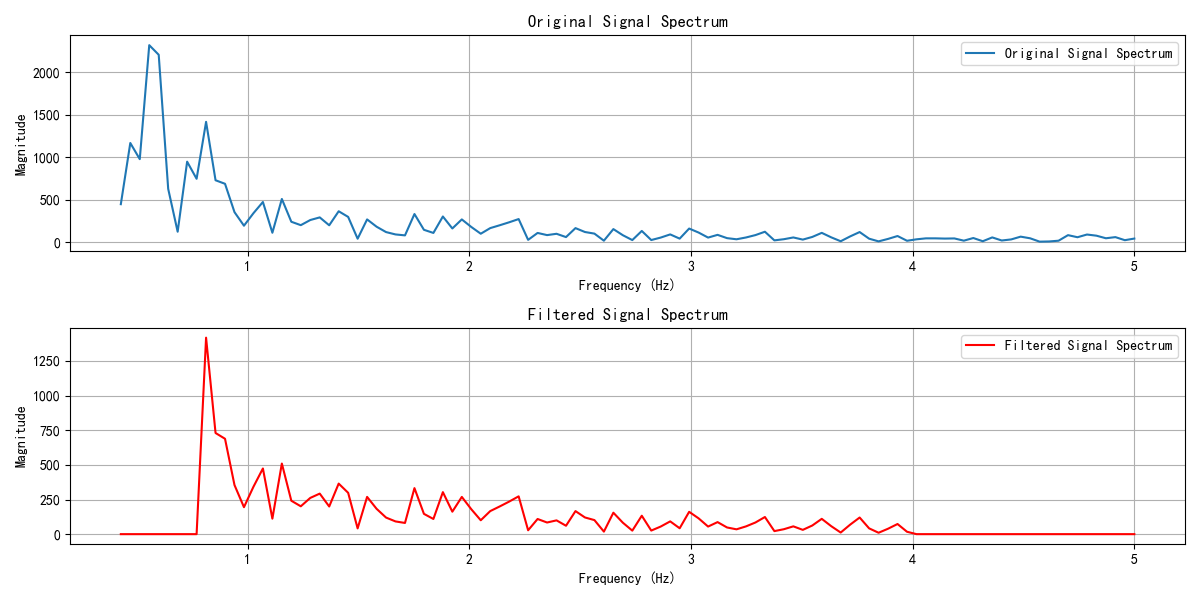 Original Signal Spectrum
Original Signal Spectrum
2000
1500
1000
500
0
Magnitude
1 2 3 4 5
Frequency (Hz)
Filtered Signal Spectrum
Filtered Signal Spectrum
1250
1000
750
500
250
0
Magnitude
1 2 3 4 5
Frequency (Hz)